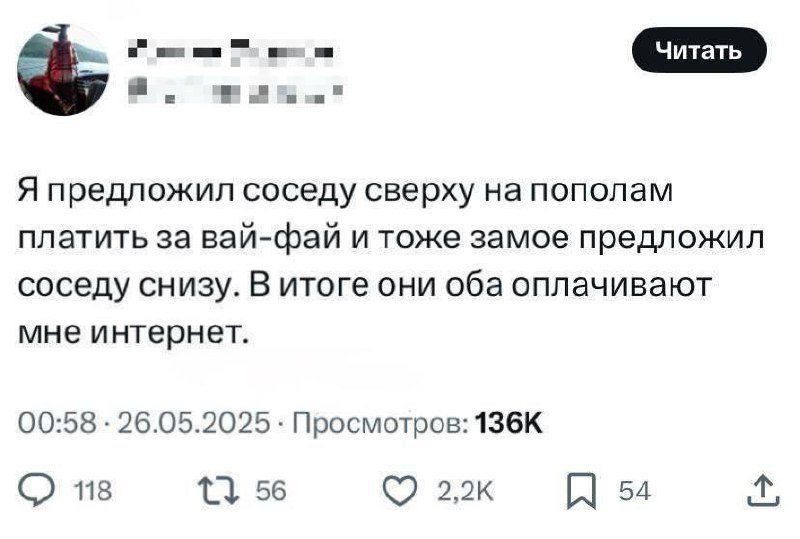 Читать
Я предложил соседу сверху на пополам
платить за вай-фай и тоже замое предложил
соседу снизу. В итоге они оба оплачивают
мне интернет.
00:58 · 26.05.2025 · Просмотров: 136K
118 56 2,2K 54